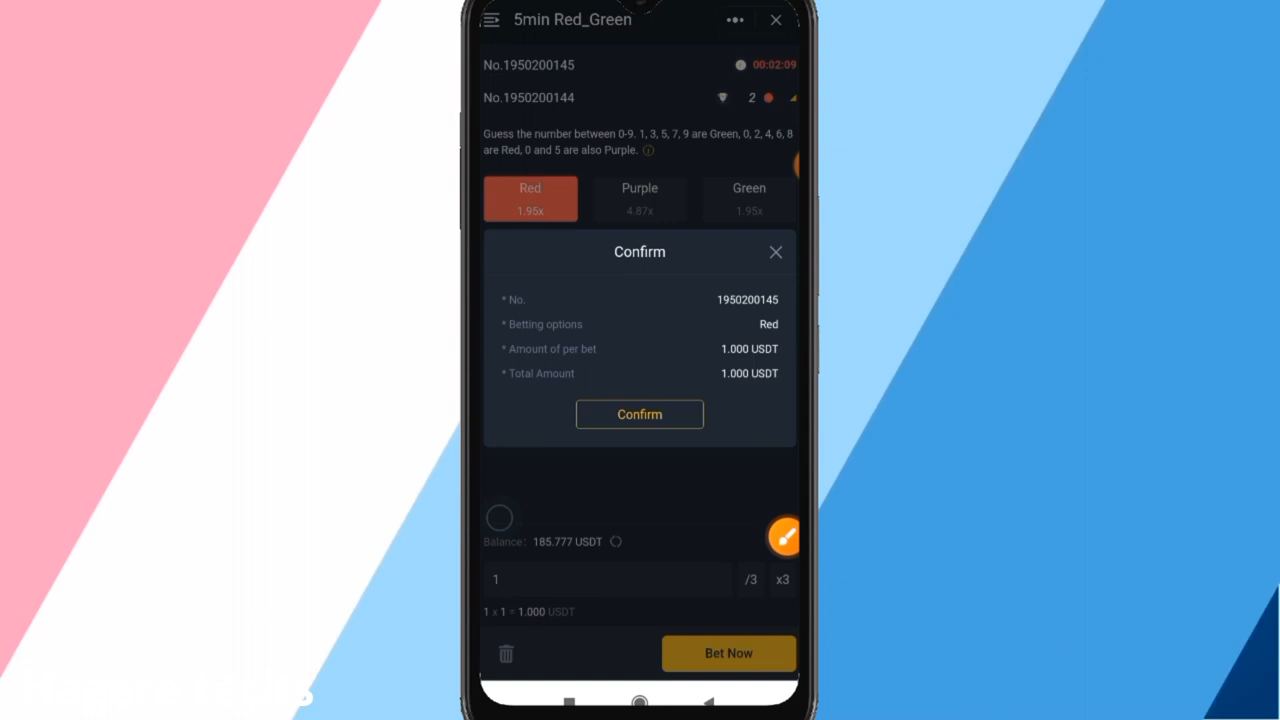 5min Red_Green
No.1950200145 00:02:09
No.1950200144 2
Guess the number between 0-9. 1, 3, 5, 7, 9 are Green, 0, 2, 4, 6, 8
are Red, 0 and 5 are also Purple.
Red Purple Green
1.95x 4.87x 1.95x
Confirm
* No. 1950200145
* Betting options Red
* Amount of per bet 1.000 USDT
* Total Amount 1.000 USDT
Confirm
Balance: 185.777 USDT
1 /3 x3
1 x 1 = 1.000 USDT
Bet Now